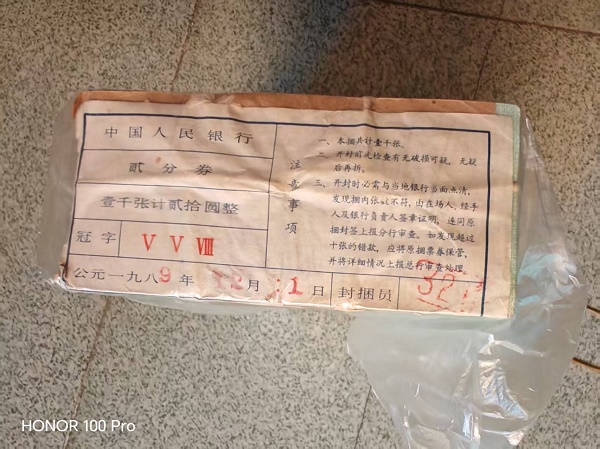 中国人民银行
贰分券
壹千张计贰拾圆整
冠字 V V Ⅷ
公元一九八9年 12月 1日 封捆员
注意事项
一、本捆共计壹千张。
二、开封前先检查有无破损可疑，无疑
后再拆。
三、开封时必需与当地银行当面点清，
发现捆内张数不符，由在场人、经手
人及银行负责人签章证明，连同原
捆封签上报分行审查。如发现超过
十张的错款，应将原捆票券保管，
并将详细情况上报总行审查处理
HONOR 100 Pro